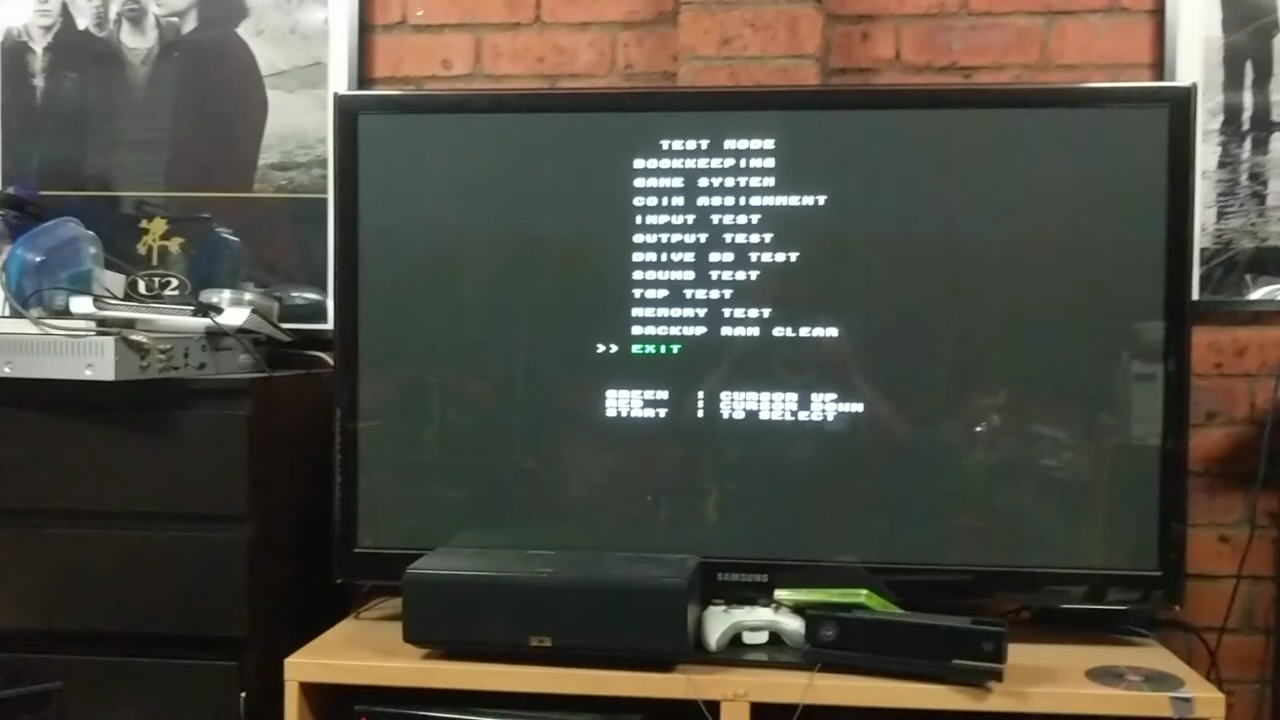 TEST MODE
BOOKKEEPING
GAME SYSTEM
COIN ASSIGNMENT
INPUT TEST
OUTPUT TEST
DRIVE BD TEST
SOUND TEST
TGP TEST
MEMORY TEST
BACKUP RAM CLEAR
>> EXIT
GREEN : CURSOR UP
RED : CURSOR DOWN
START : TO SELECT
U2
SAMSUNG